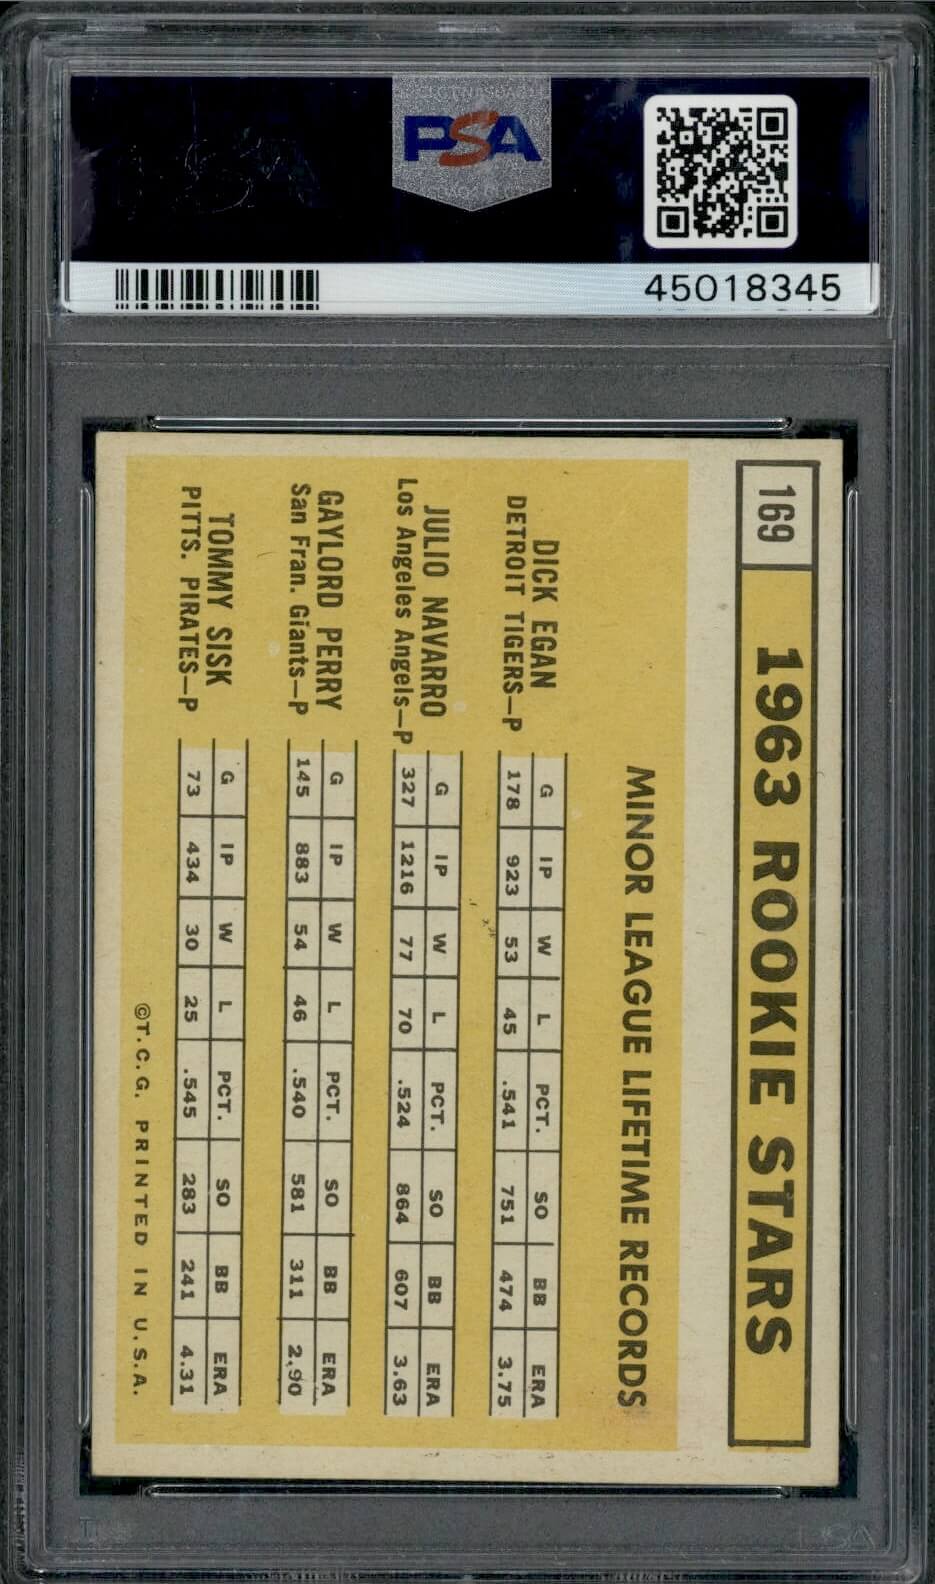 PSA
45018345
169
1963 ROOKIE STARS
MINOR LEAGUE LIFETIME RECORDS
DICK EGAN
DETROIT TIGERS—P
G IP W L PCT. SO BB ERA
178 923 53 45 .541 751 474 3.75
JULIO NAVARRO
Los Angeles Angels—P
G IP W L PCT. SO BB ERA
327 1216 77 70 .524 864 607 3.63
GAYLORD PERRY
San Fran. Giants—P
G IP W L PCT. SO BB ERA
145 883 54 46 .540 581 311 2.90
TOMMY SISK
PITTS. PIRATES—P
G IP W L PCT. SO BB ERA
73 434 30 25 .545 283 241 4.31
©T.C.G. PRINTED IN U.S.A.